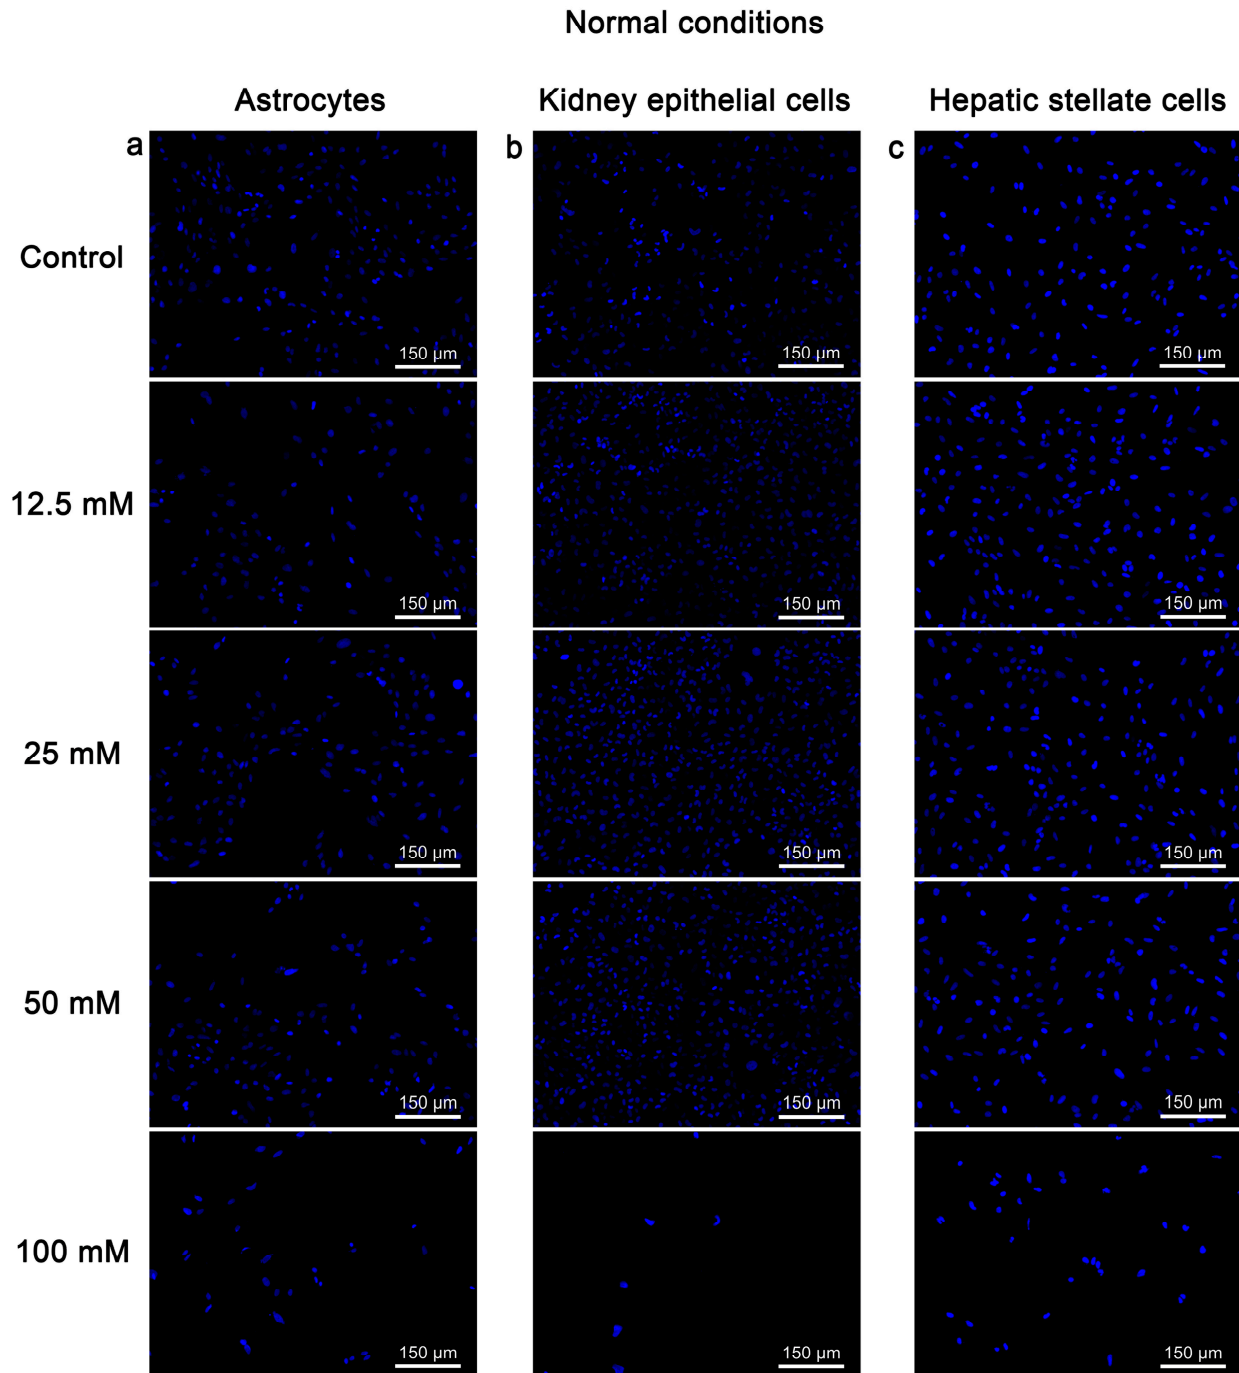 Normal conditions
Astrocytes
Kidney epithelial cells
Hepatic stellate cells
a
b
c
Control
150 µm
150 µm
150 µm
12.5 mM
150 µm
150 µm
150 µm
25 mM
150 µm
150 µm
150 µm
50 mM
150 µm
150 µm
150 µm
100 mM
150 µm
150 µm
150 µm